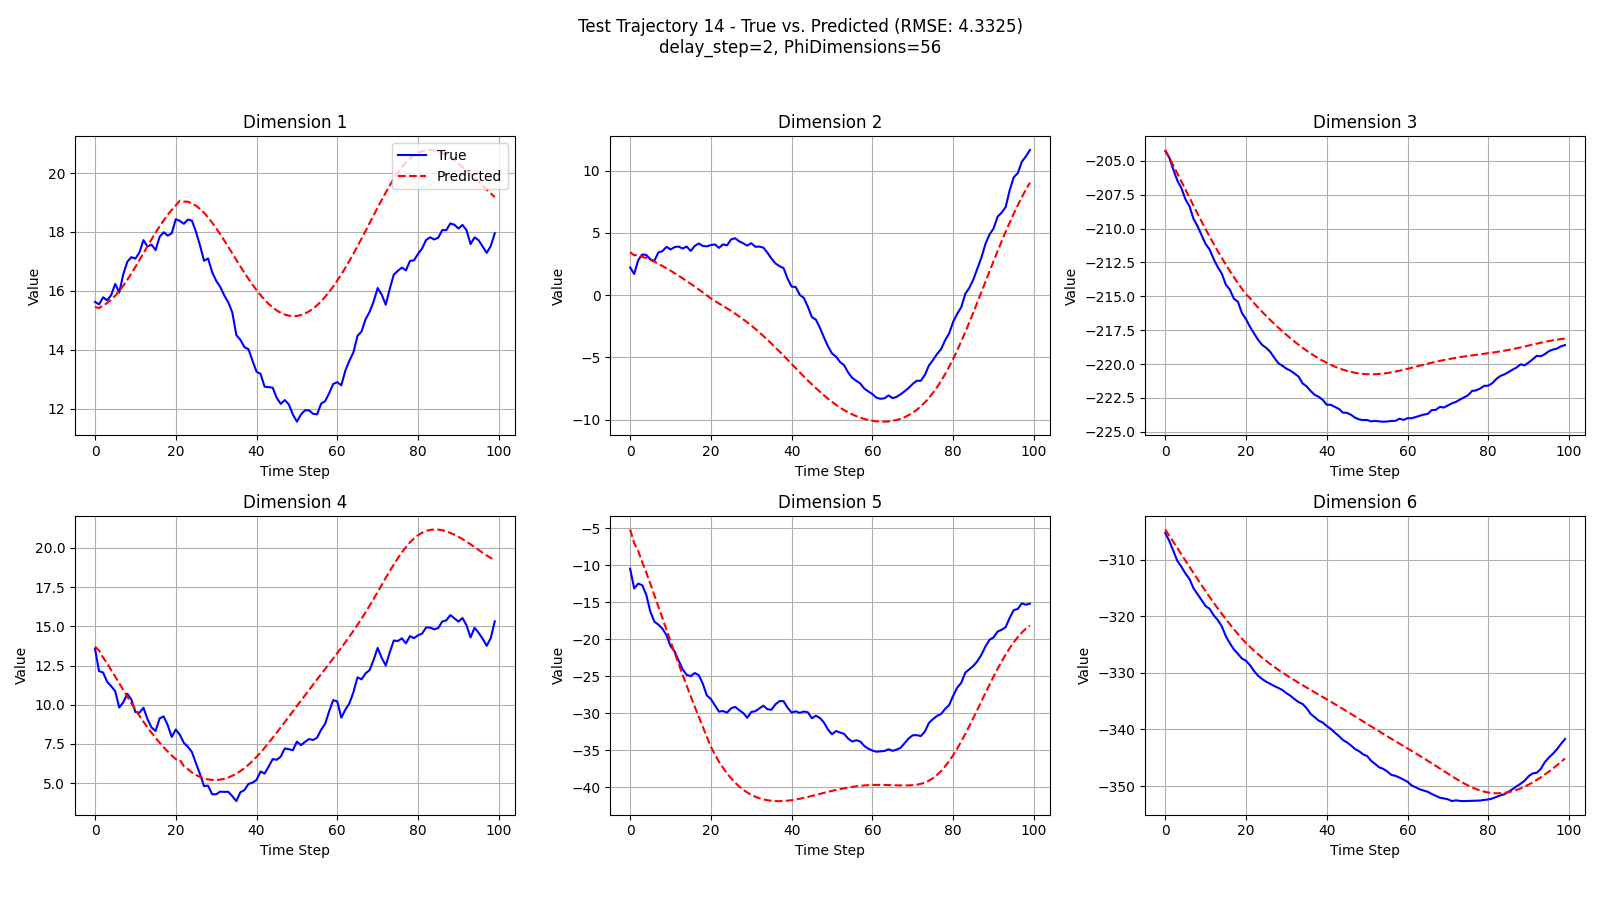 Test Trajectory 14 - True vs. Predicted (RMSE: 4.3325)
delay_step=2, PhiDimensions=56
Dimension 1
True
Predicted
20
18
16
14
12
Value
0 20 40 60 80 100
Time Step
Dimension 2
10
5
0
−5
−10
Value
0 20 40 60 80 100
Time Step
Dimension 3
−205.0
−207.5
−210.0
−212.5
−215.0
−217.5
−220.0
−222.5
−225.0
Value
0 20 40 60 80 100
Time Step
Dimension 4
20.0
17.5
15.0
12.5
10.0
7.5
5.0
Value
0 20 40 60 80 100
Time Step
Dimension 5
−5
−10
−15
−20
−25
−30
−35
−40
Value
0 20 40 60 80 100
Time Step
Dimension 6
−310
−320
−330
−340
−350
Value
0 20 40 60 80 100
Time Step